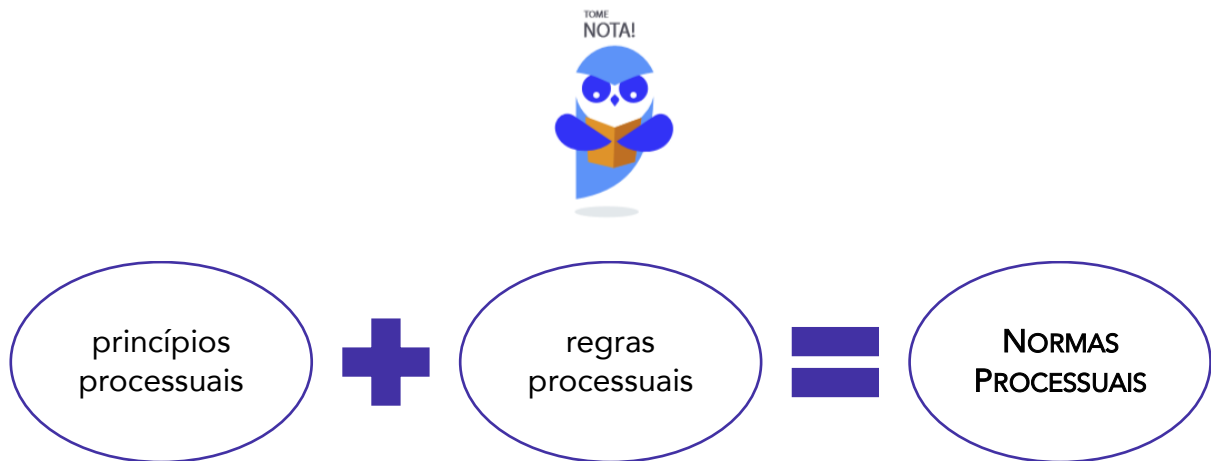 TOME
NOTA!
princípios
processuais
regras
processuais
NORMAS
PROCESSUAIS